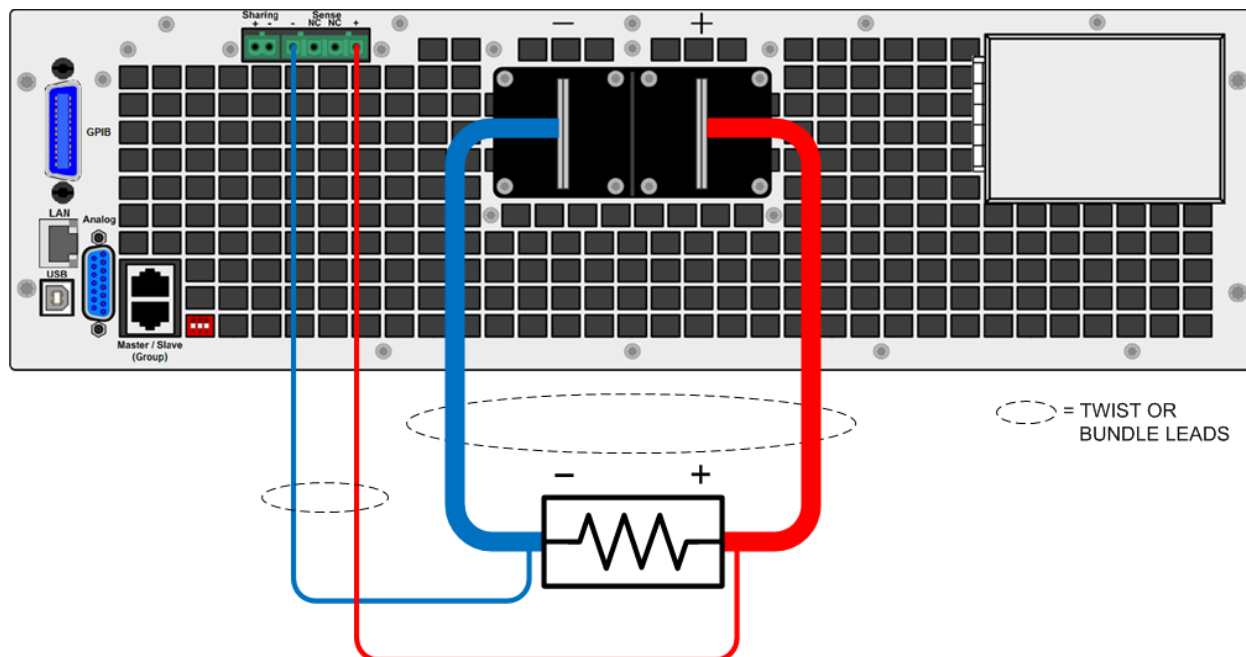 Sharing Sense
+ - - NC NC +
− +
GPIB
LAN
Analog
USB
Master / Slave
(Group)
= TWIST OR
BUNDLE LEADS
− +